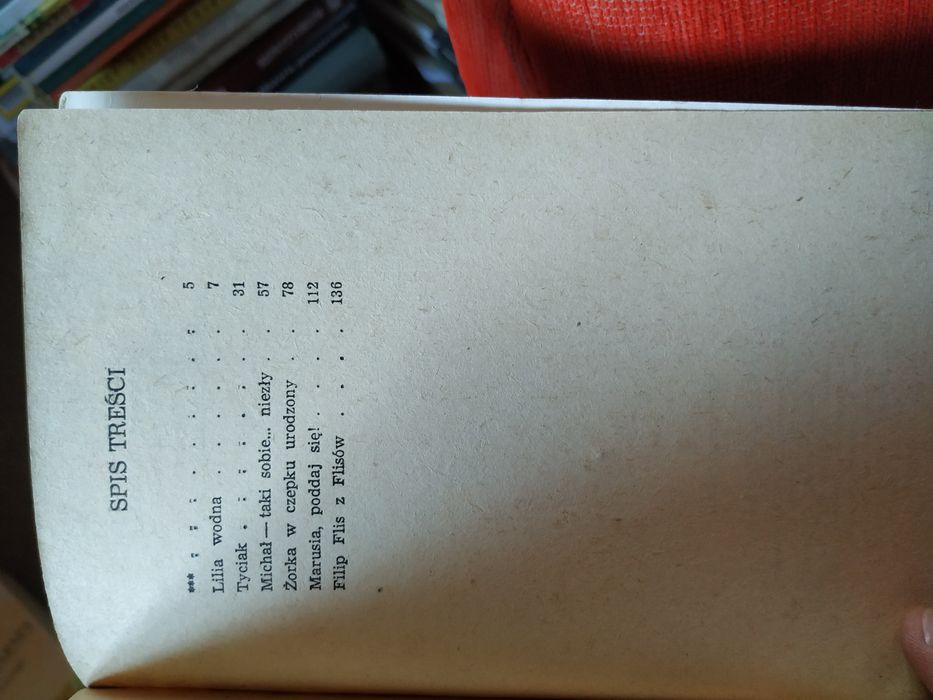 SPIS TREŚCI
*** . . . . . . . . 5
Lilia wodna . . . . . . 7
Tyciak . . . . . . . . 31
Michał — taki sobie... niezły . . 57
Żorka w czepku urodzony . . 78
Marusia, poddaj się! . . . . 112
Filip Flis z Flisów . . . . 136